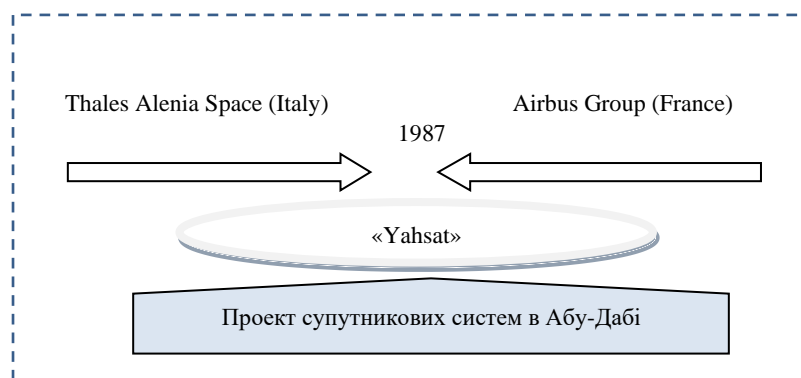 Thales Alenia Space (Italy)
Airbus Group (France)
1987
«Yahsat»
Проект супутникових систем в Абу-Дабі